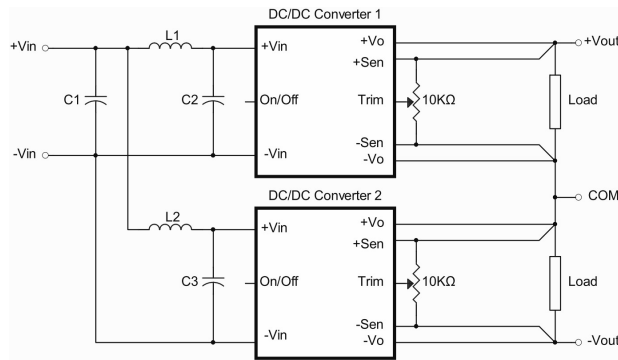 DC/DC Converter 1
+Vin
L1
+Vin
+Vo
+Vout
+Sen
C1
C2
On/Off
Trim
10KΩ
Load
-Sen
-Vin
-Vin
-Vo
DC/DC Converter 2
COM
L2
+Vin
+Vo
+Sen
C3
On/Off
Trim
10KΩ
Load
-Sen
-Vin
-Vo
-Vout